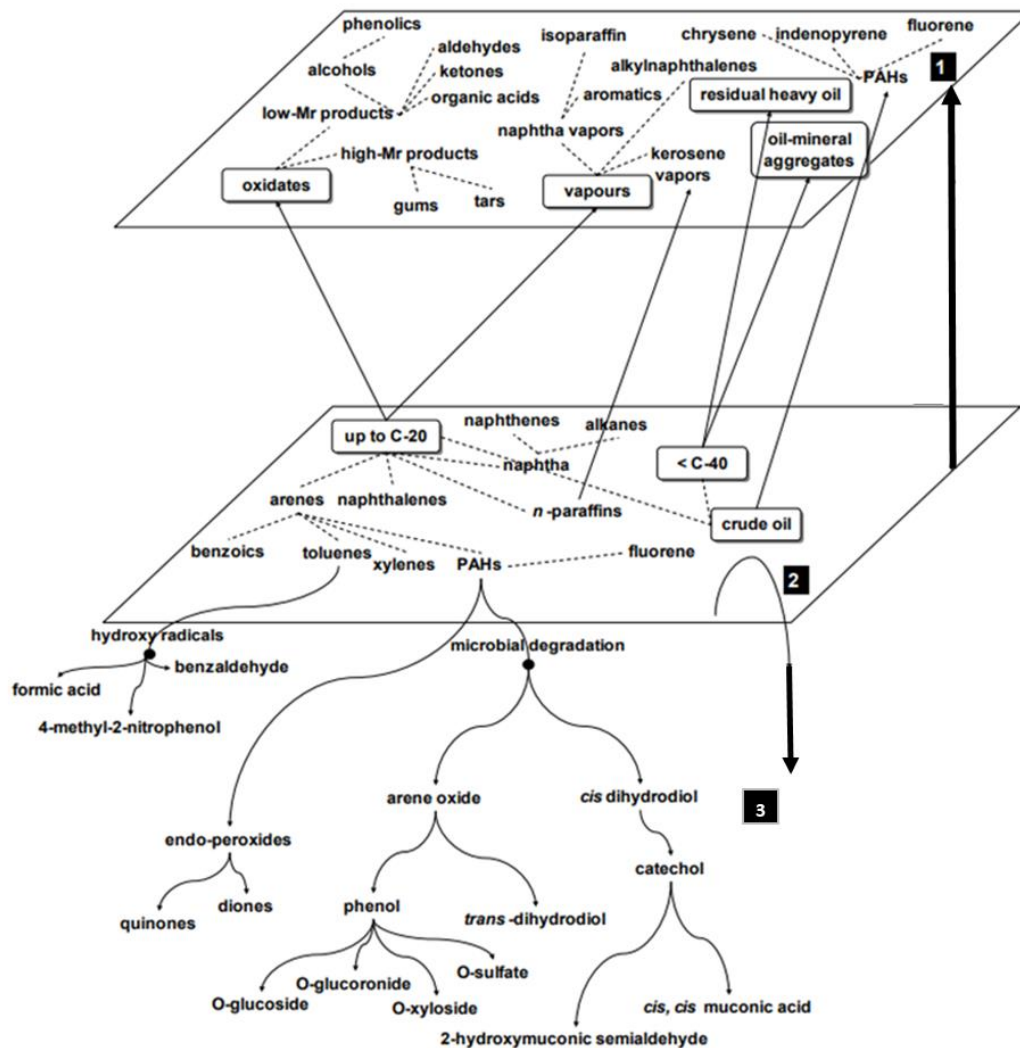 phenolics
isoparaffin
chrysene
indenopyrene
fluorene
aldehydes
alcohols
ketones
alkylnaphthalenes
PAHs
1
organic acids
aromatics
residual heavy oil
low-Mr products
naphtha vapors
oil-mineral
aggregates
high-Mr products
kerosene
vapors
oxidates
vapours
gums
tars
naphthenes
alkanes
up to C-20
naphtha
< C-40
arenes
naphthalenes
n -paraffins
crude oil
benzoics
toluenes
xylenes
PAHs
fluorene
2
hydroxy radicals
microbial degradation
benzaldehyde
formic acid
4-methyl-2-nitrophenol
arene oxide
cis dihydrodiol
3
endo-peroxides
catechol
diones
quinones
phenol
trans -dihydrodiol
O-sulfate
O-glucoronide
O-glucoside
O-xyloside
cis, cis muconic acid
2-hydroxymuconic semialdehyde